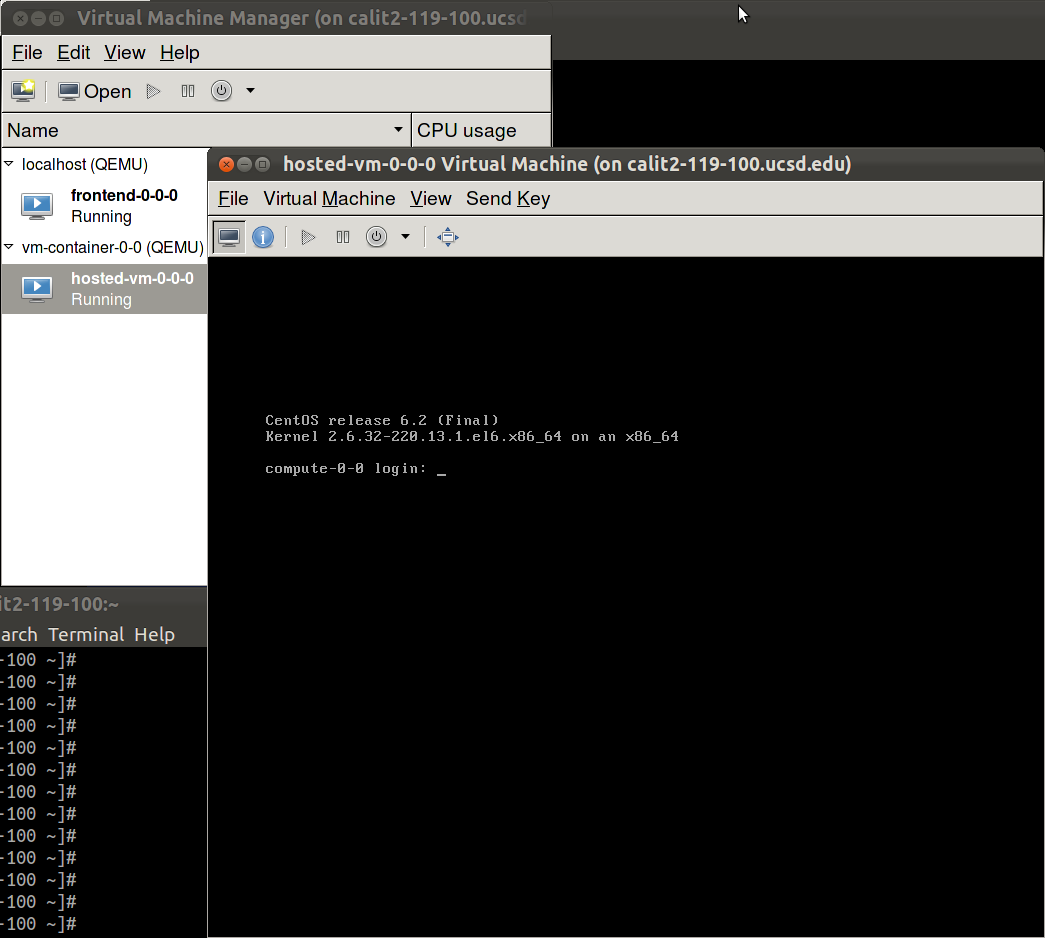 Virtual Machine Manager (on calit2-119-100.ucsd
File Edit View Help
Open
Name CPU usage
localhost (QEMU)
frontend-0-0-0
Running
vm-container-0-0 (QEMU)
hosted-vm-0-0-0
Running
hosted-vm-0-0-0 Virtual Machine (on calit2-119-100.ucsd.edu)
File Virtual Machine View Send Key
CentOS release 6.2 (Final)
Kernel 2.6.32-220.13.1.el6.x86_64 on an x86_64
compute-0-0 login: _
it2-119-100:~
arch Terminal Help
-100 ~]#
-100 ~]#
-100 ~]#
-100 ~]#
-100 ~]#
-100 ~]#
-100 ~]#
-100 ~]#
-100 ~]#
-100 ~]#
-100 ~]#
-100 ~]#
-100 ~]#